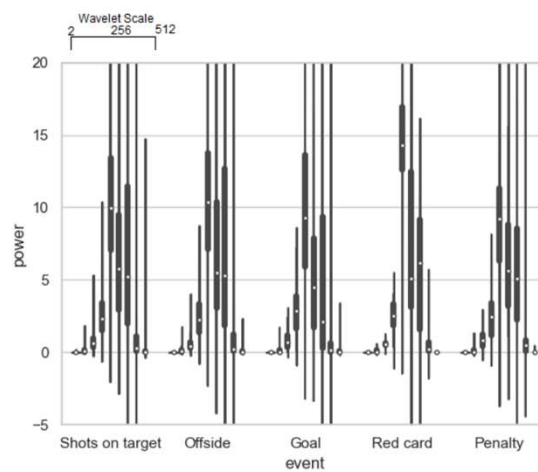 Wavelet Scale
2 256 512
20
15
10
5
0
−5
power
Shots on target Offside Goal Red card Penalty
event